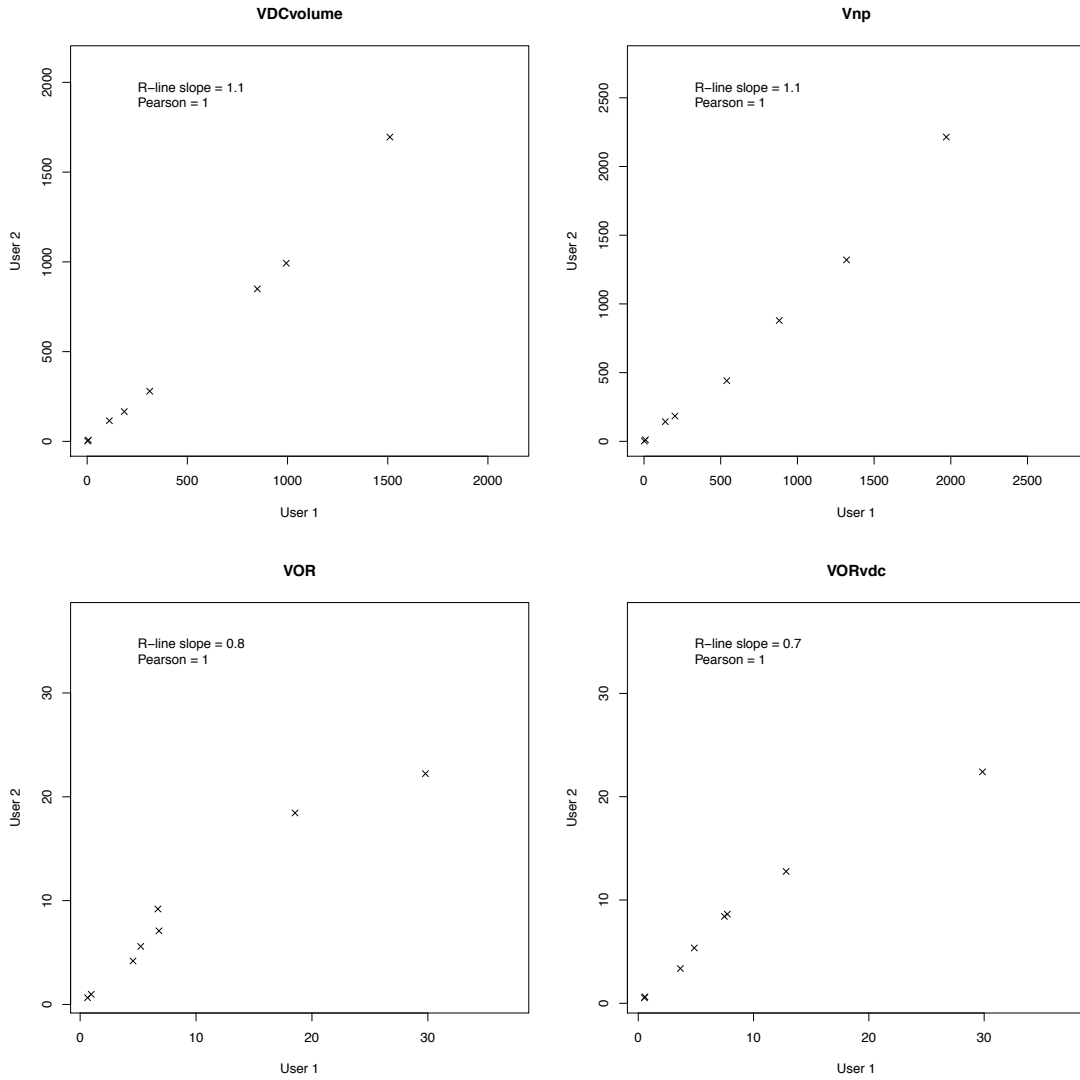 VDCvolume
R−line slope = 1.1
Pearson = 1
2000
1500
1000
500
0
User 2
0 500 1000 1500 2000
User 1
Vnp
R−line slope = 1.1
Pearson = 1
2500
2000
1500
1000
500
0
User 2
0 500 1000 1500 2000 2500
User 1
VOR
R−line slope = 0.8
Pearson = 1
30
20
10
0
User 2
0 10 20 30
User 1
VORvdc
R−line slope = 0.7
Pearson = 1
30
20
10
0
User 2
0 10 20 30
User 1